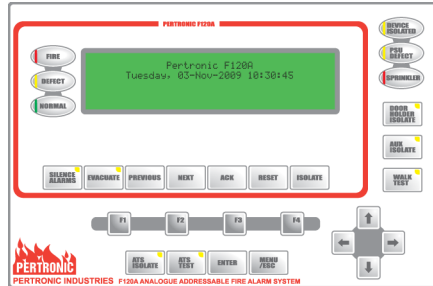 PERTRONIC F120A
FIRE
DEFECT
NORMAL
Pertronic F120A
Tuesday, 03-Nov-2009 10:30:45
DEVICE
ISOLATED
PSU
DEFECT
SPRINKLER
DOOR
HOLDER
ISOLATE
AUX
ISOLATE
WALK
TEST
SILENCE
ALARMS
EVACUATE
PREVIOUS
NEXT
ACK
RESET
ISOLATE
F1
F2
F3
F4
ATS
ISOLATE
ATS
TEST
ENTER
MENU
/ESC
PERTRONIC
PERTRONIC INDUSTRIES F120A ANALOGUE ADDRESSABLE FIRE ALARM SYSTEM